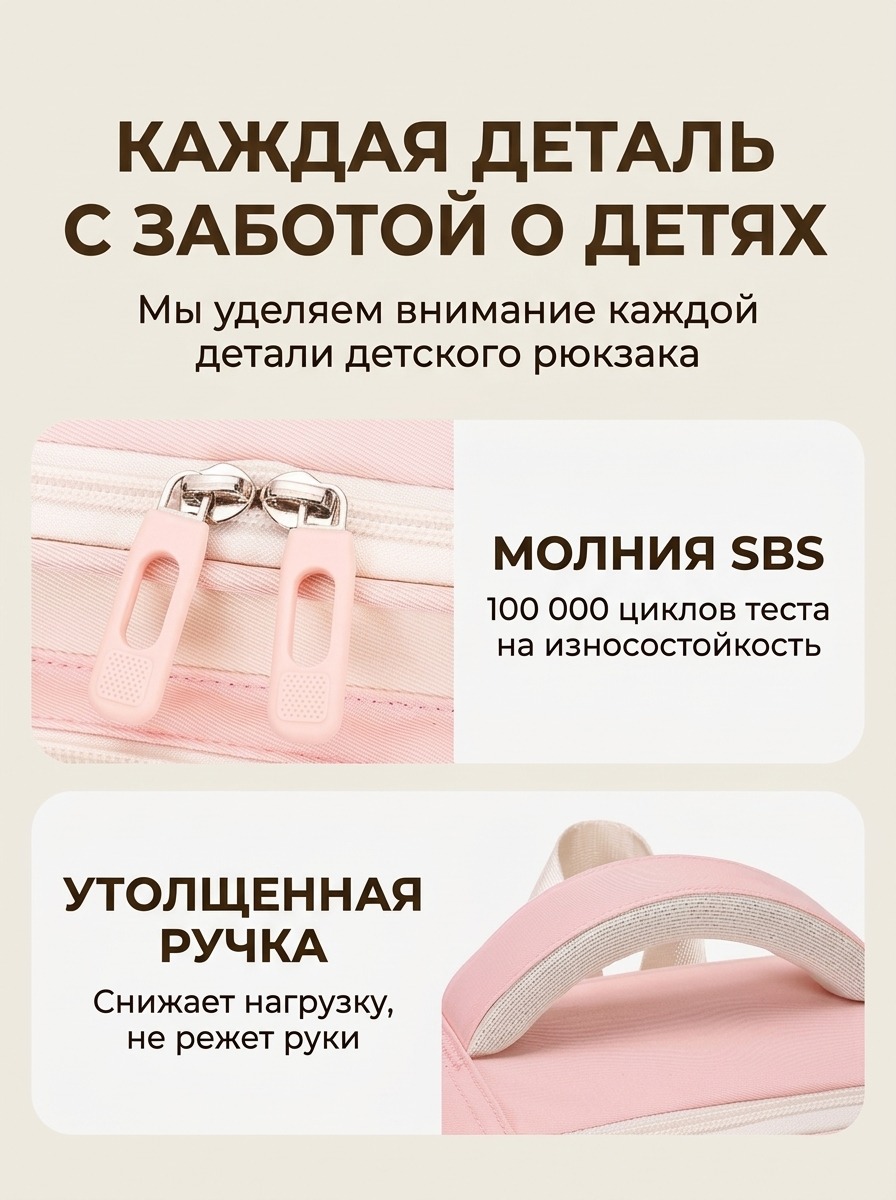 КАЖДАЯ ДЕТАЛЬ
С ЗАБОТОЙ О ДЕТЯХ
Мы уделяем внимание каждой
детали детского рюкзака
МОЛНИЯ SBS
100 000 циклов теста
на износостойкость
УТОЛЩЕННАЯ
РУЧКА
Снижает нагрузку,
не режет руки